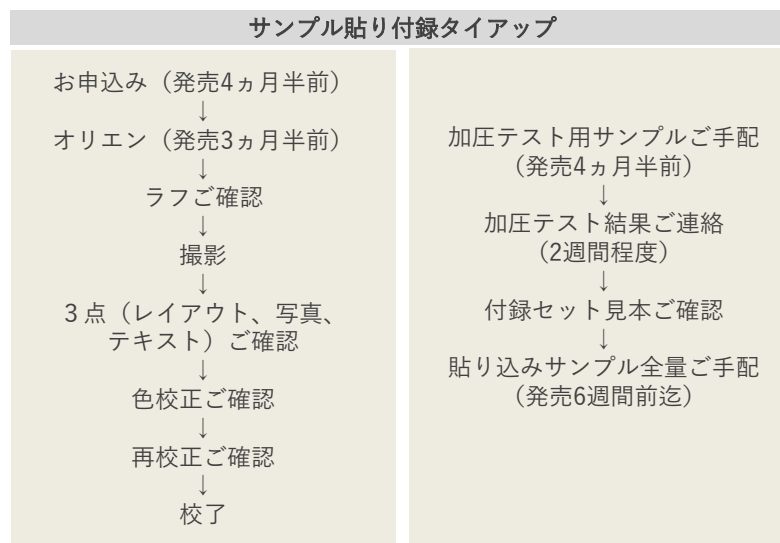 サンプル貼り付録タイアップ
お申込み（発売4ヵ月半前）
↓
オリエン（発売3ヵ月半前）
↓
ラフご確認
↓
撮影
↓
３点（レイアウト、写真、
テキスト）ご確認
↓
色校正ご確認
↓
再校正ご確認
↓
校了
加圧テスト用サンプルご手配
（発売4ヵ月半前）
↓
加圧テスト結果ご連絡
（2週間程度）
↓
付録セット見本ご確認
↓
貼り込みサンプル全量ご手配
（発売6週間前迄）